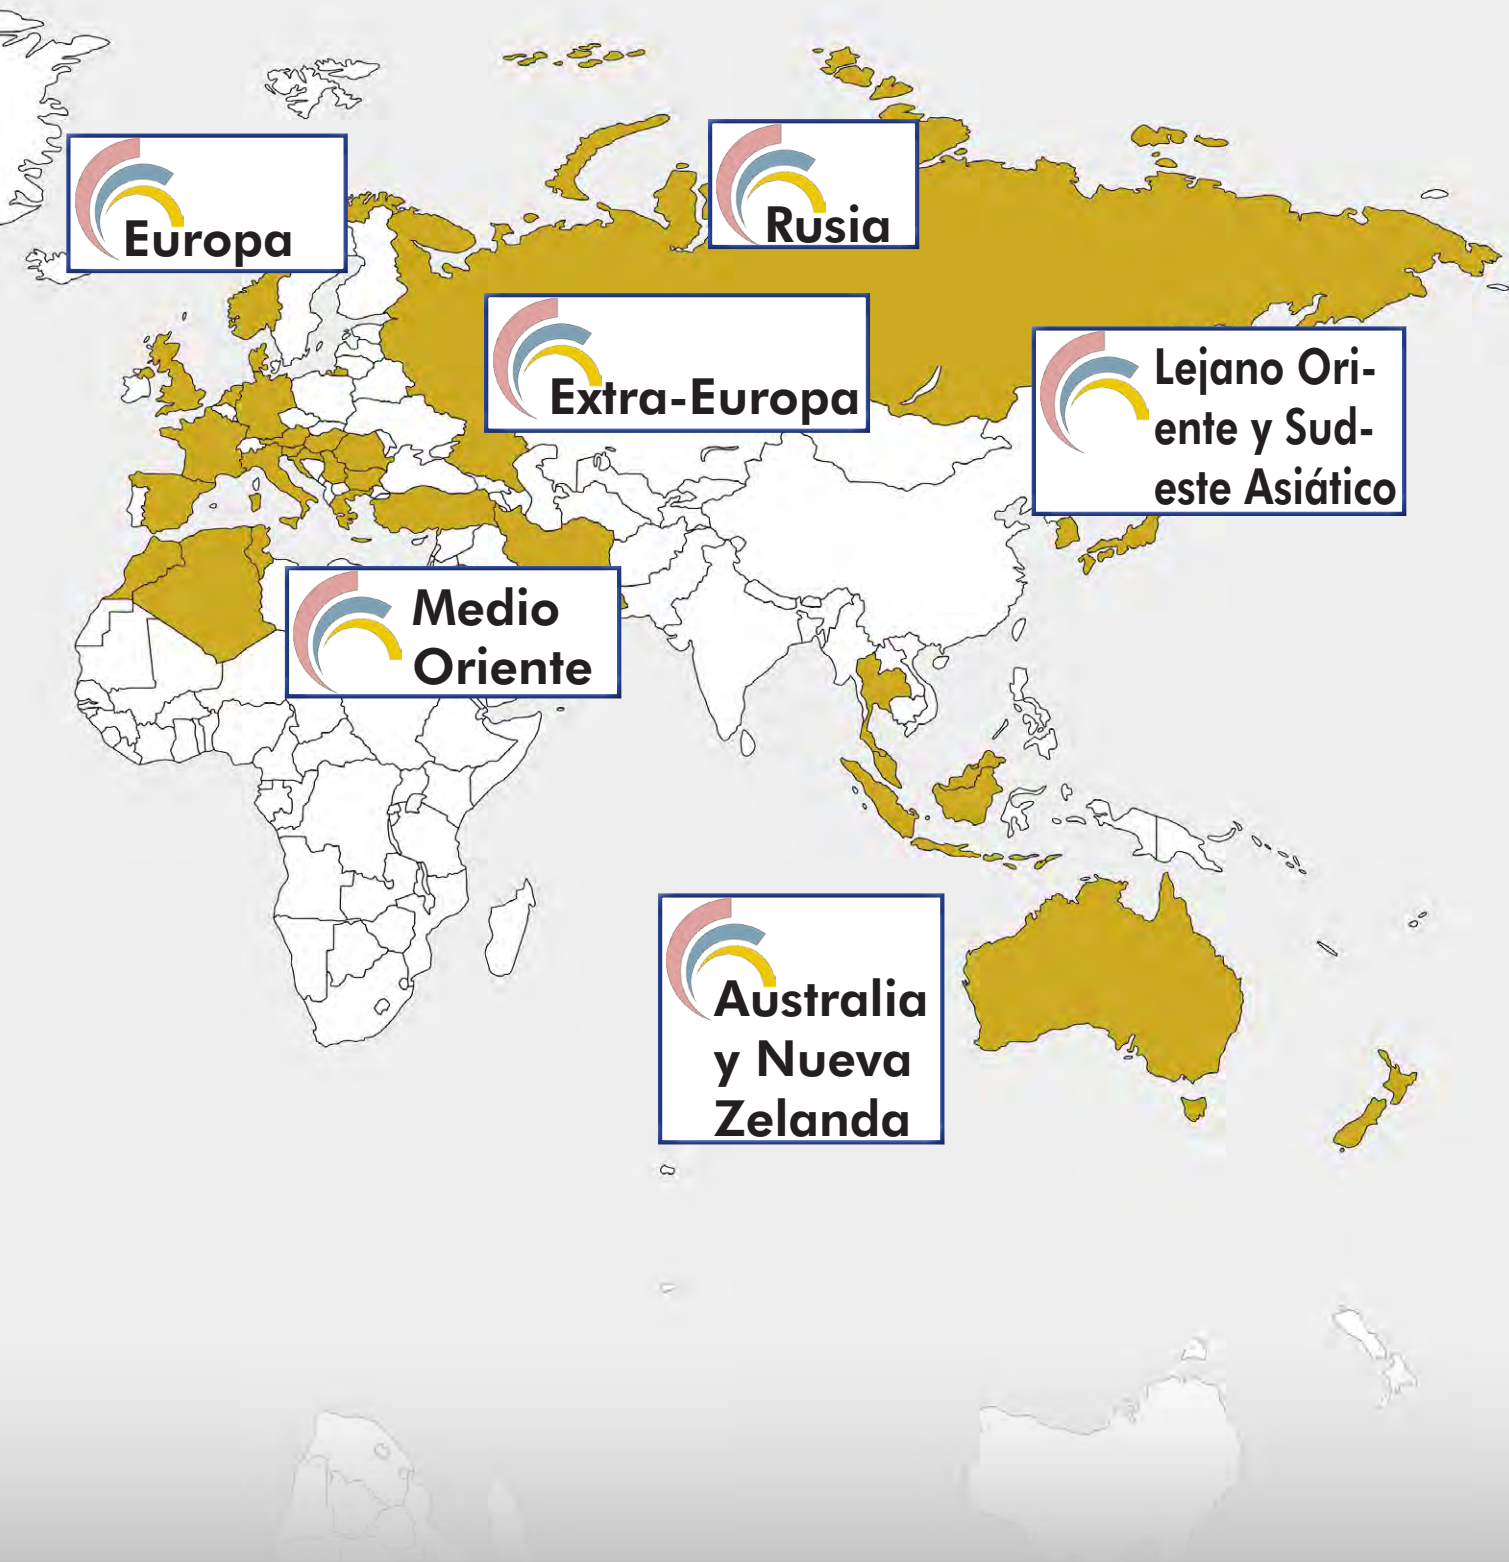 Europa
Rusia
Extra-Europa
Lejano Ori-
ente y Sud-
este Asiático
Medio
Oriente
Australia
y Nueva
Zelanda